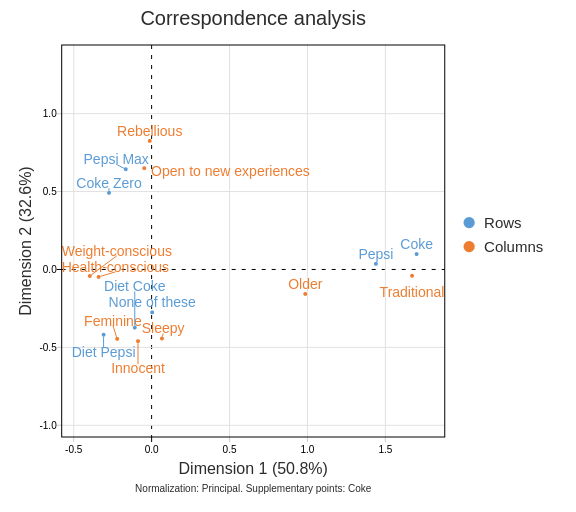 Correspondence analysis
Dimension 2 (32.6%)
1.0
0.5
0.0
-0.5
-1.0
Rebellious
Pepsi Max
Open to new experiences
Coke Zero
Coke
Pepsi
Weight-conscious
Health-conscious
Diet Coke
Older
Traditional
None of these
Feminine
Sleepy
Diet Pepsi
Innocent
Rows
Columns
-0.5 0.0 0.5 1.0 1.5
Dimension 1 (50.8%)
Normalization: Principal. Supplementary points: Coke